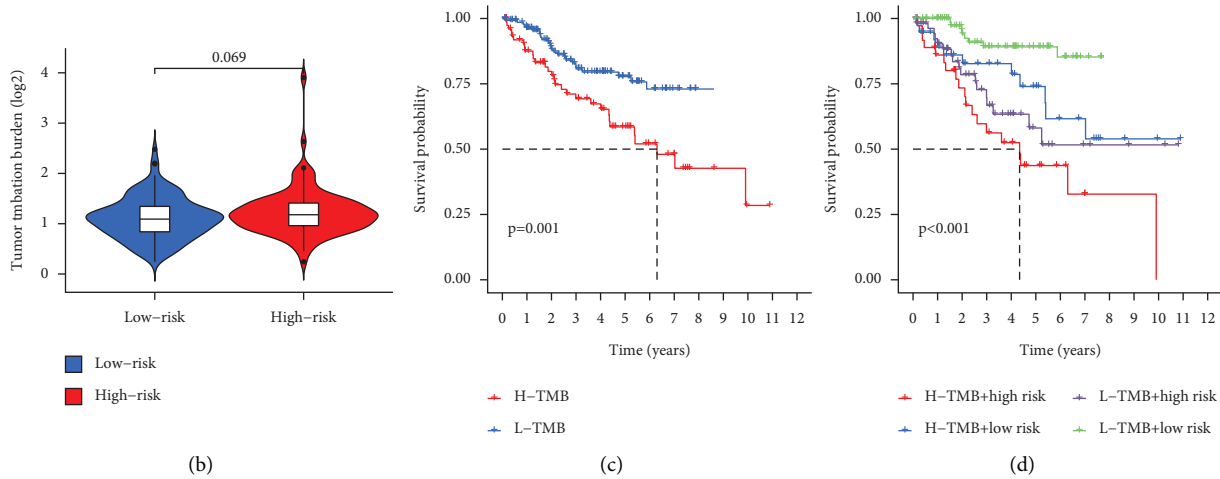 Tumor tmbation burden (log2)
4
3
2
1
0
0.069
Low−risk
High−risk
Low−risk
High−risk
(b)
Survival probability
1.00
0.75
0.50
0.25
0.00
p=0.001
0 1 2 3 4 5 6 7 8 9 10 11 12
Time (years)
H−TMB
L−TMB
(c)
Survival probability
1.00
0.75
0.50
0.25
0.00
p<0.001
0 1 2 3 4 5 6 7 8 9 10 11 12
Time (years)
H−TMB+high risk
L−TMB+high risk
H−TMB+low risk
L−TMB+low risk
(d)